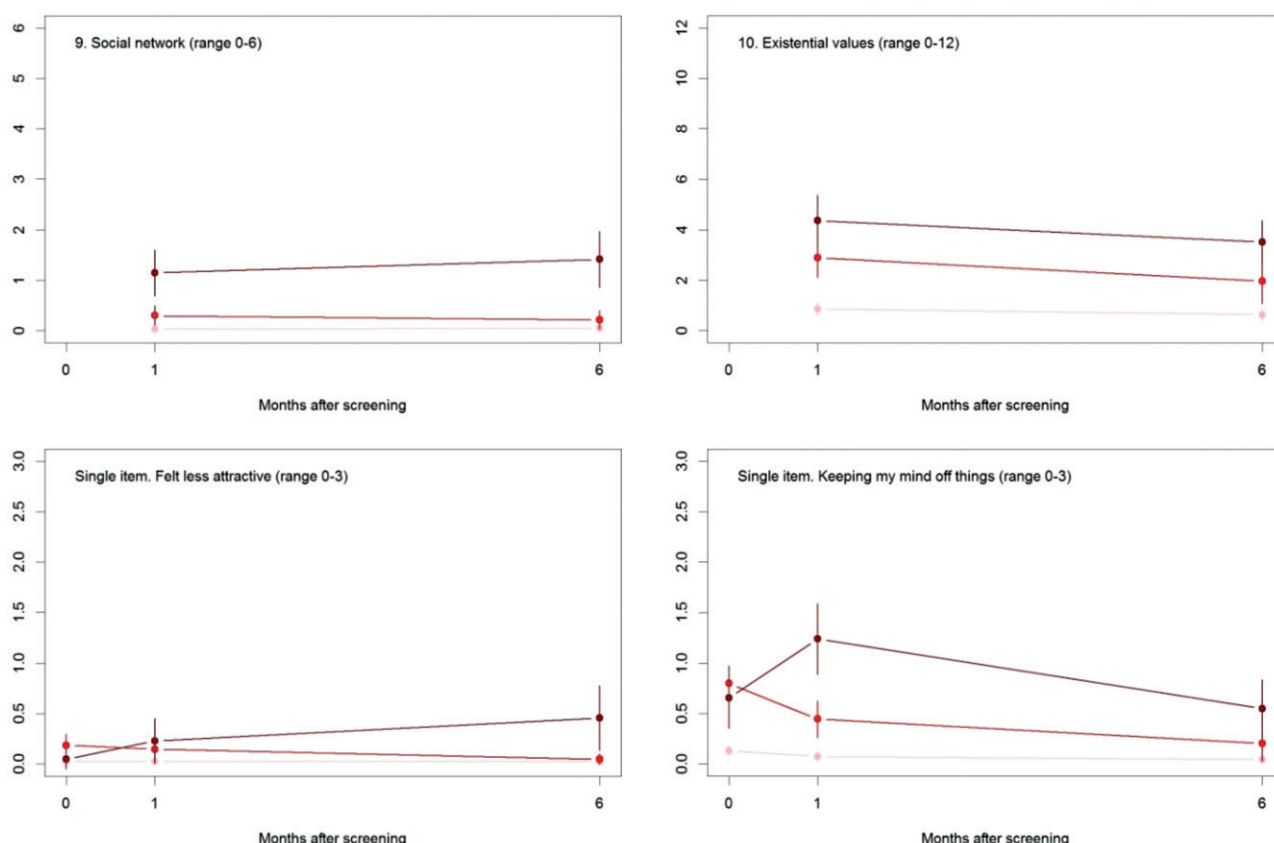 9. Social network (range 0-6)
6
5
4
3
2
1
0
0 1 6
Months after screening
10. Existential values (range 0-12)
12
10
8
6
4
2
0
0 1 6
Months after screening
Single item. Felt less attractive (range 0-3)
3.0
2.5
2.0
1.5
1.0
0.5
0.0
0 1 6
Months after screening
Single item. Keeping my mind off things (range 0-3)
3.0
2.5
2.0
1.5
1.0
0.5
0.0
0 1 6
Months after screening